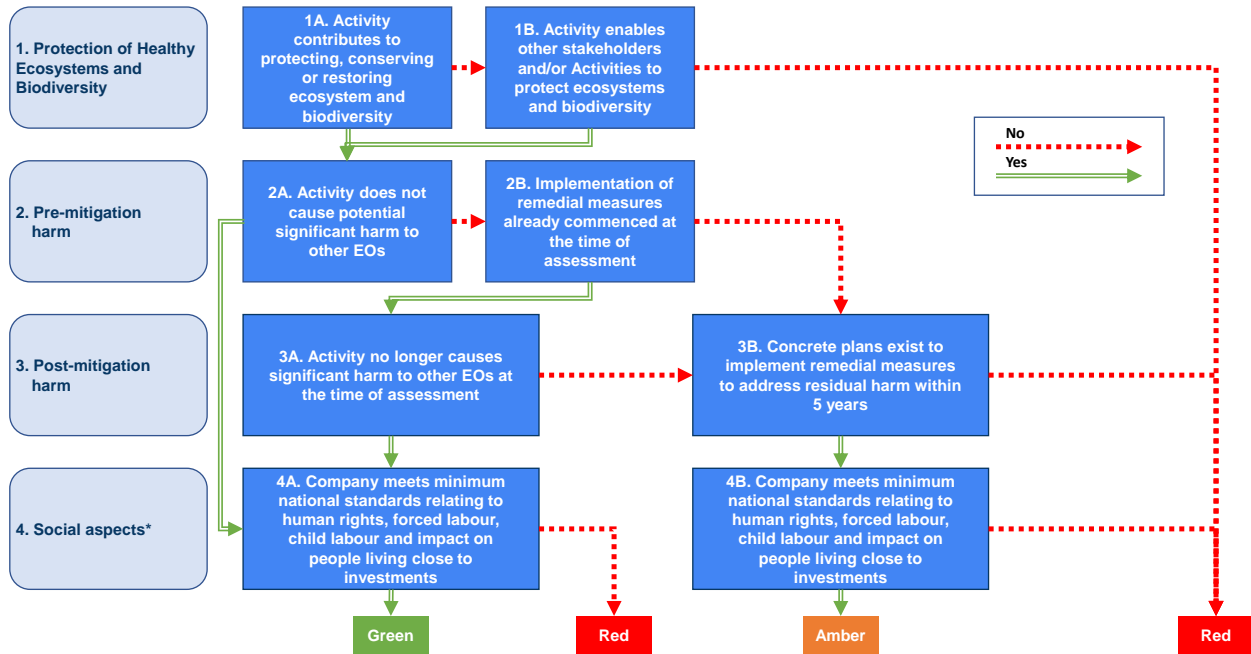 1. Protection of Healthy
Ecosystems and
Biodiversity
1A. Activity
contributes to
protecting, conserving
or restoring
ecosystem and
biodiversity
1B. Activity enables
other stakeholders
and/or Activities to
protect ecosystems
and biodiversity
No
Yes
2. Pre-mitigation
harm
2A. Activity does not
cause potential
significant harm to
other EOs
2B. Implementation of
remedial measures
already commenced at
the time of
assessment
3. Post-mitigation
harm
3A. Activity no longer causes
significant harm to other EOs at
the time of assessment
3B. Concrete plans exist to
implement remedial measures
to address residual harm within
5 years
4. Social aspects*
4A. Company meets minimum
national standards relating to
human rights, forced labour,
child labour and impact on
people living close to
investments
4B. Company meets minimum
national standards relating to
human rights, forced labour,
child labour and impact on
people living close to
investments
Green
Red
Amber
Red